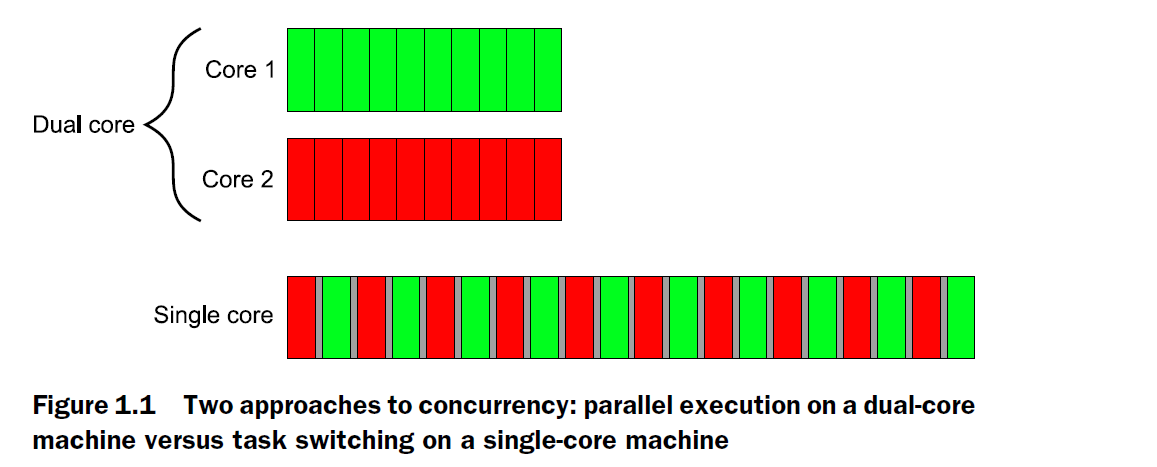 Core 1
Dual core
Core 2
Single core
Figure 1.1 Two approaches to concurrency: parallel execution on a dual-core
machine versus task switching on a single-core machine